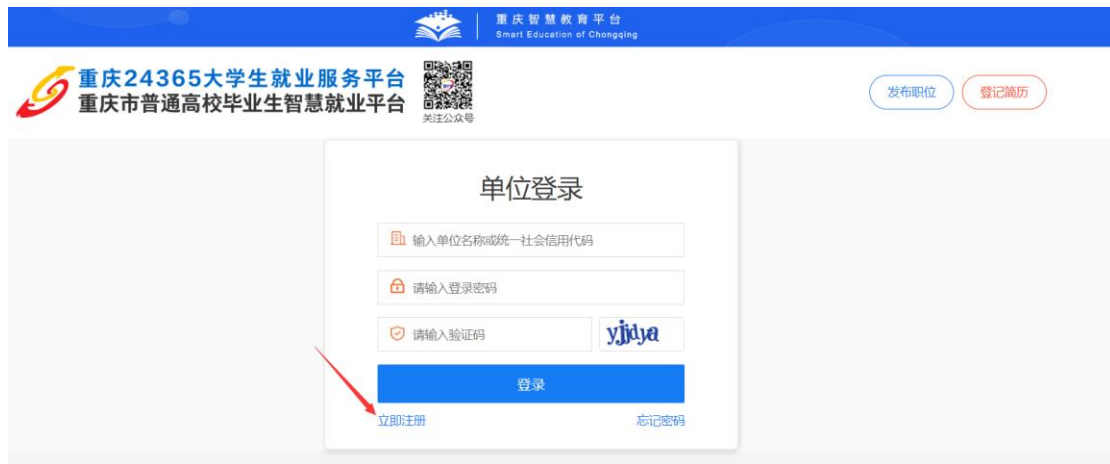 重庆智慧教育平台
Smart Education of Chongqing
重庆24365大学生就业服务平台
重庆市普通高校毕业生智慧就业平台
关注公众号
发布职位
登记简历
单位登录
输入单位名称或统一社会信用代码
请输入登录密码
请输入验证码
yjidya
登录
立即注册
忘记密码